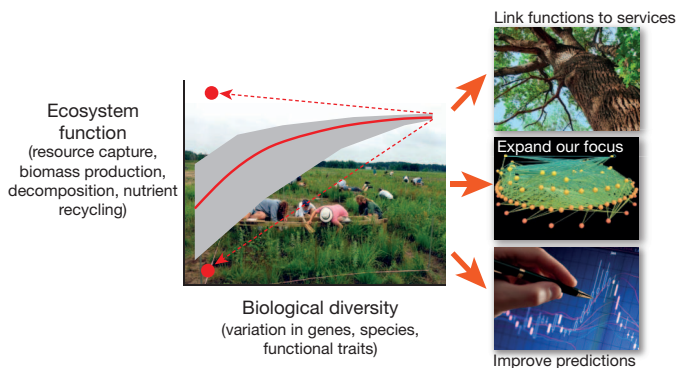 Link functions to services
Ecosystem
function
(resource capture,
biomass production,
decomposition, nutrient
recycling)
Expand our focus
Biological diversity
(variation in genes, species,
functional traits)
Improve predictions